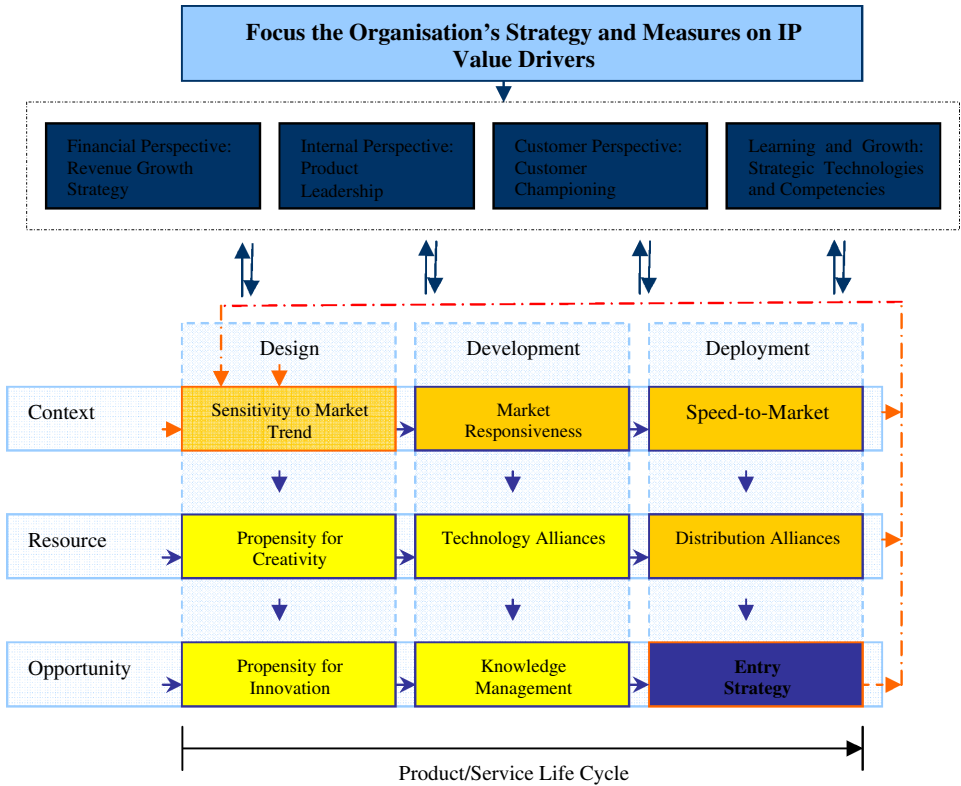 Focus the Organisation's Strategy and Measures on IP
Value Drivers
Financial Perspective:
Revenue Growth
Strategy
Internal Perspective:
Product
Leadership
Customer Perspective:
Customer
Championing
Learning and Growth:
Strategic Technologies
and Competencies
Design
Development
Deployment
Context
Sensitivity to Market
Trend
Market
Responsiveness
Speed-to-Market
Resource
Propensity for
Creativity
Technology Alliances
Distribution Alliances
Opportunity
Propensity for
Innovation
Knowledge
Management
Entry
Strategy
Product/Service Life Cycle